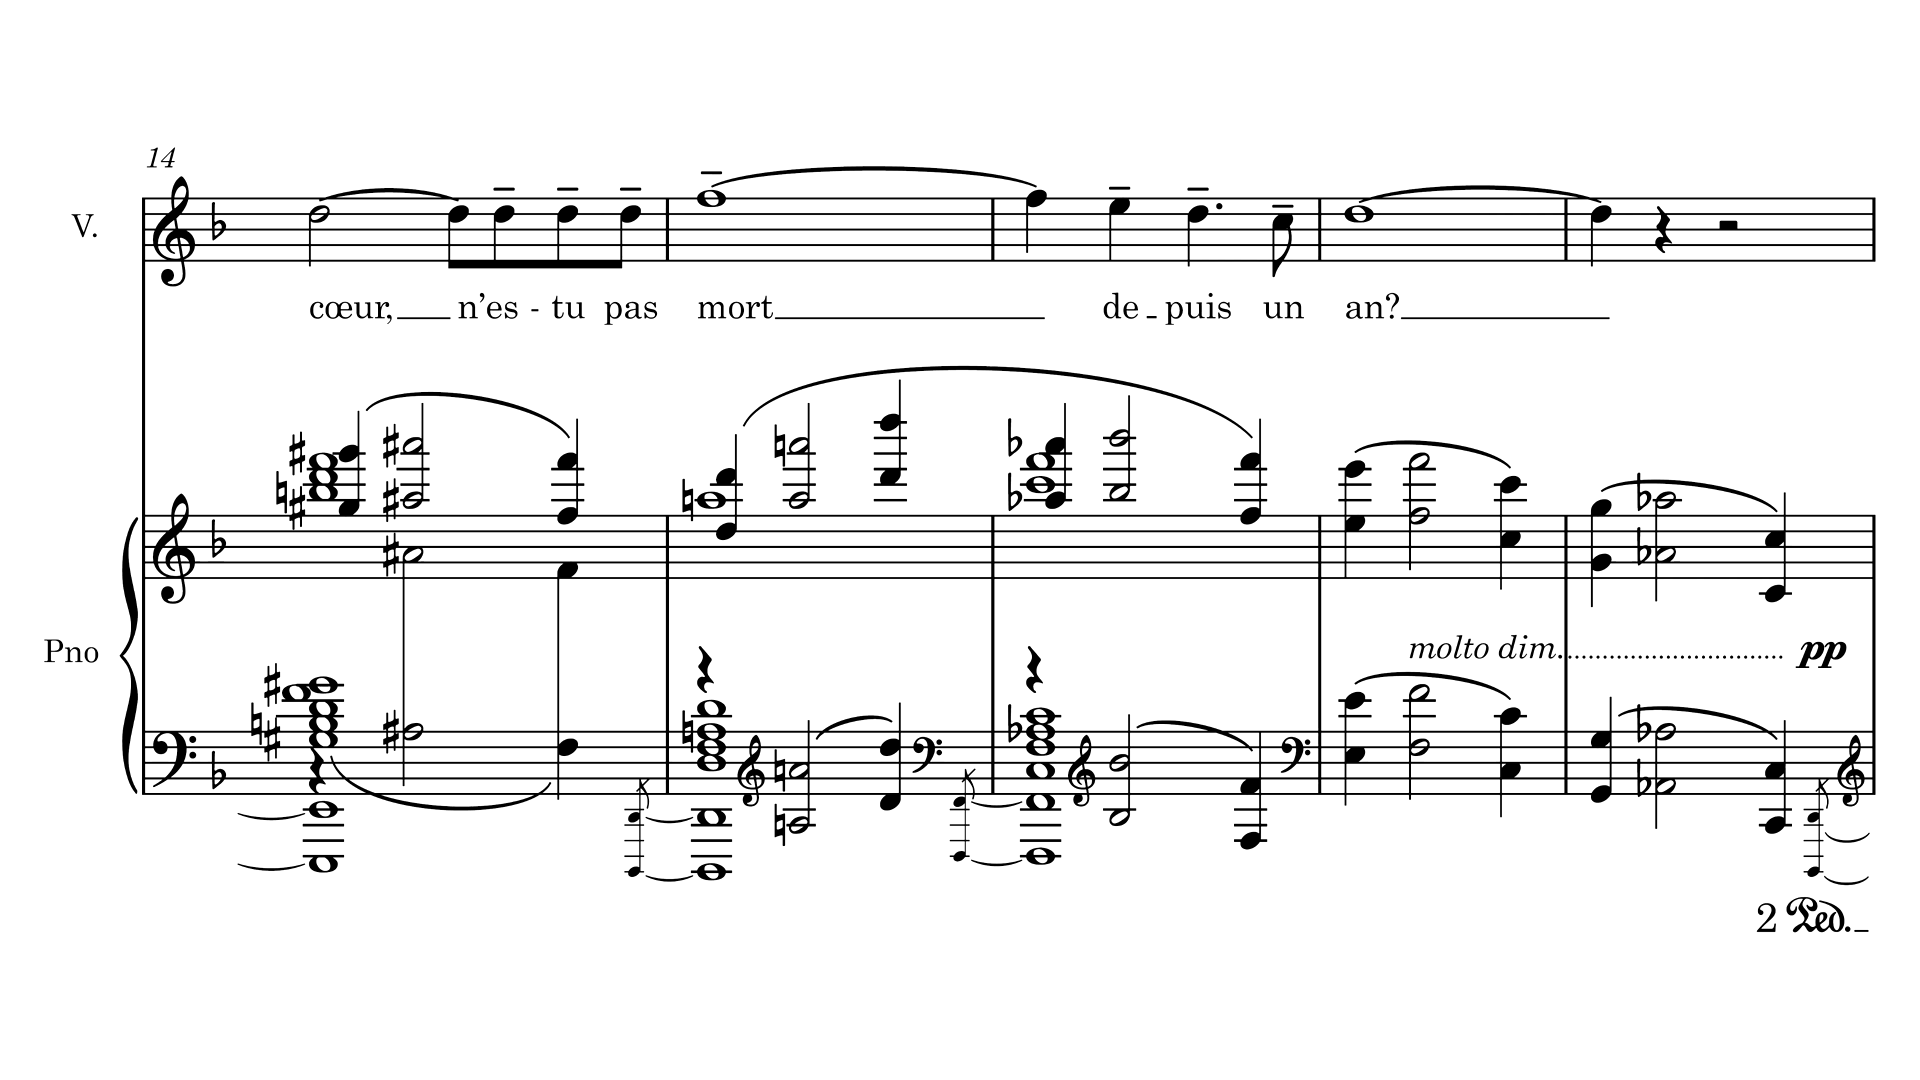 14
V.
cœur, n’es - tu pas mort de - puis un an?
Pno
molto dim. pp
2 Ped.